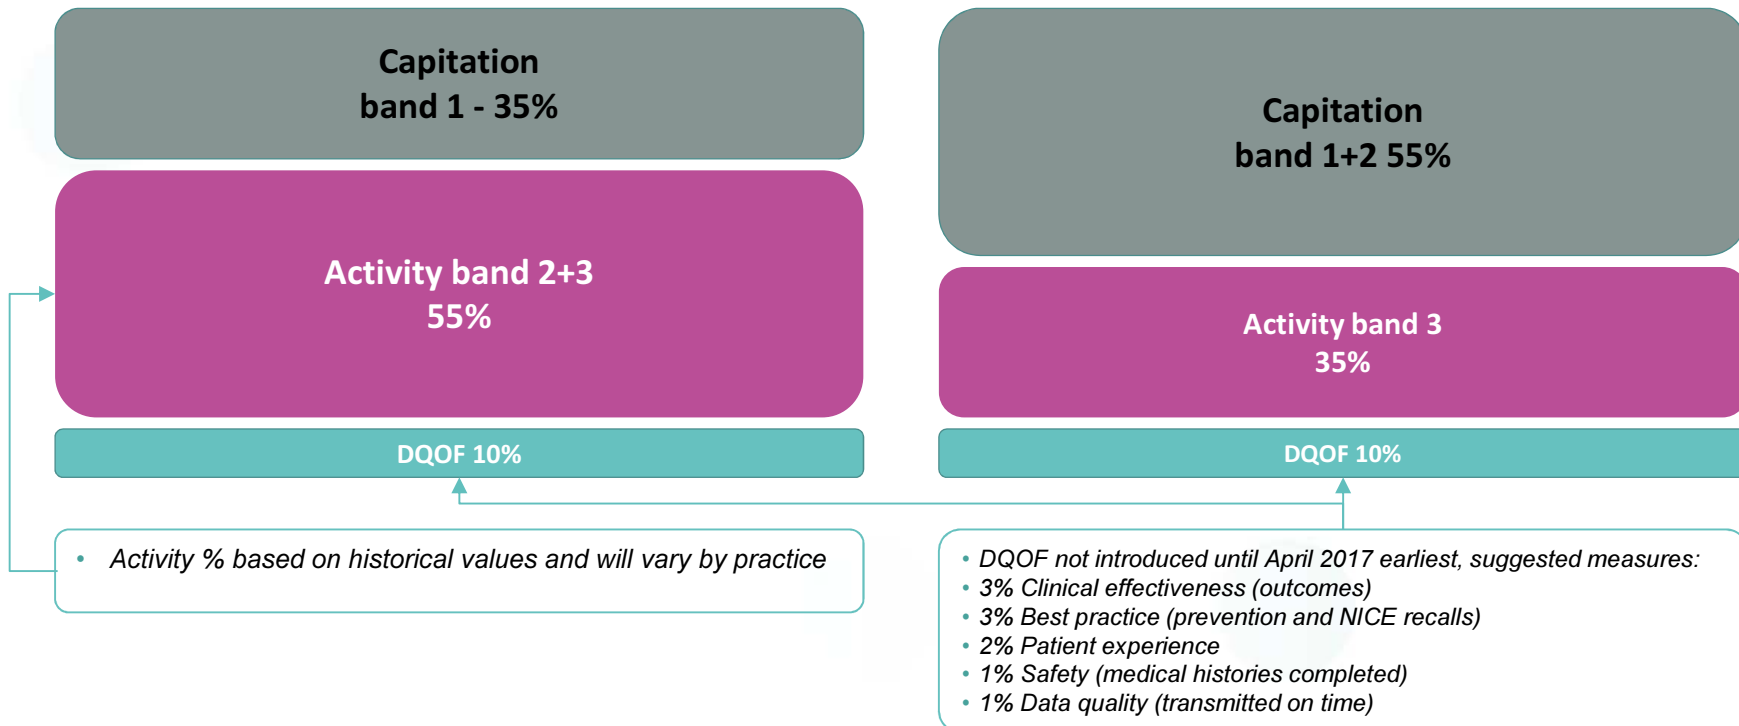 Capitation
band 1 - 35%
Activity band 2+3
55%
DQOF 10%
• Activity % based on historical values and will vary by practice
Capitation
band 1+2 55%
Activity band 3
35%
DQOF 10%
• DQOF not introduced until April 2017 earliest, suggested measures:
• 3% Clinical effectiveness (outcomes)
• 3% Best practice (prevention and NICE recalls)
• 2% Patient experience
• 1% Safety (medical histories completed)
• 1% Data quality (transmitted on time)